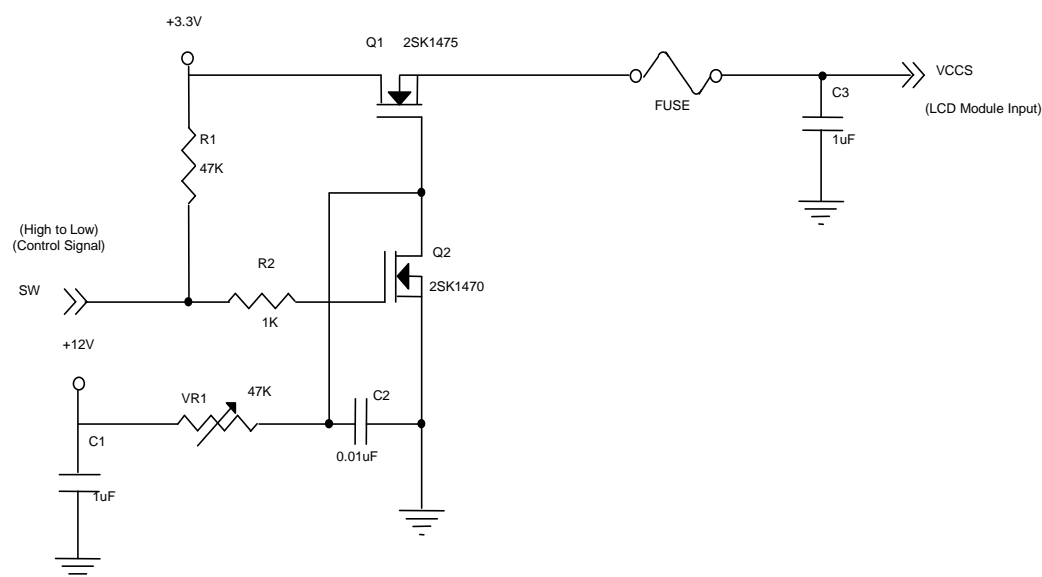 +3.3V
Q1 2SK1475
VCCS
FUSE
C3
(LCD Module Input)
R1
1uF
47K
(High to Low)
(Control Signal)
Q2
R2
2SK1470
SW
1K
+12V
VR1 47K
C2
C1
0.01uF
1uF